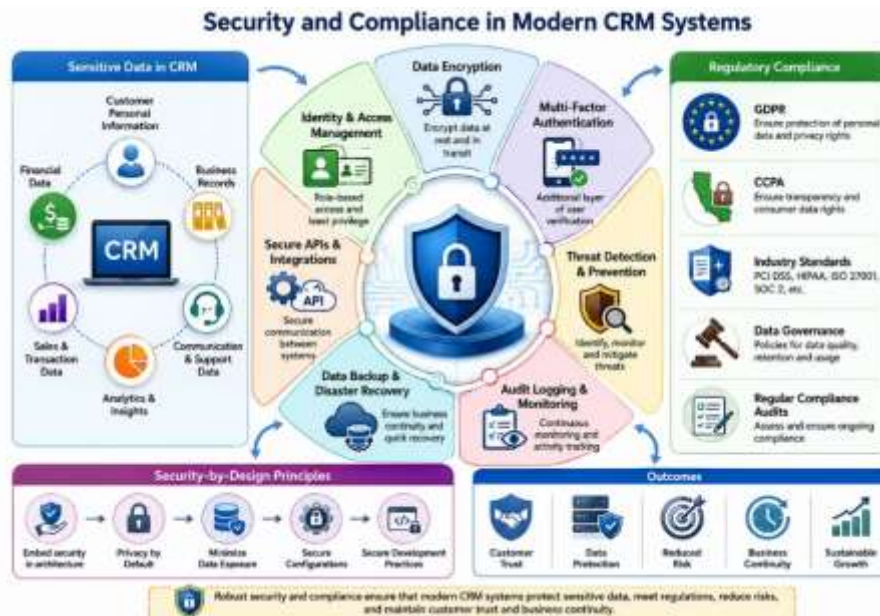 Security and Compliance in Modern CRM Systems
Sensitive Data in CRM
Customer
Personal
Information
Financial
Data
Business
Records
CRM
Sales &
Transaction
Data
Communication
& Support
Data
Analytics &
Insights
Data Encryption
Encrypt data at
rest and in
transit
Identity & Access
Management
Role-based
access and
least privilege
Multi-Factor
Authentication
Additional layer
of user
verification
Secure APIs &
Integrations
API
Secure
communication
between
systems
Threat Detection
& Prevention
Identify, monitor
and mitigate
threats
Data Backup &
Disaster Recovery
Ensure business
continuity and
quick recovery
Audit Logging &
Monitoring
Continuous
monitoring and
activity tracking
Regulatory Compliance
GDPR
Ensure protection of personal
data and privacy rights
CCPA
Ensure transparency and
consumer data rights
Industry Standards
PCI DSS, HIPAA, ISO 27001,
SOC 2, etc.
Data Governance
Policies for data quality,
retention and usage
Regular Compliance
Audits
Assess and ensure ongoing
compliance
Security-by-Design Principles
Embed security
in architecture
Privacy by
Default
Minimize
Data Exposure
Secure
Configurations
Secure Development
Practices
Outcomes
Customer
Trust
Data
Protection
Reduced
Risk
Business
Continuity
Sustainable
Growth
Robust security and compliance ensure that modern CRM systems protect sensitive data, meet regulations, reduce risks,
and maintain customer trust and business continuity.